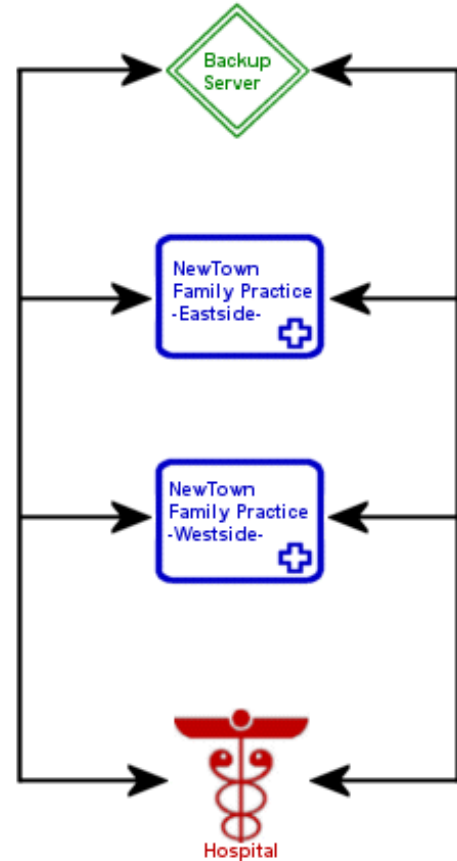 Backup
Server
NewTown
Family Practice
-Eastside-
NewTown
Family Practice
-Westside-
Hospital